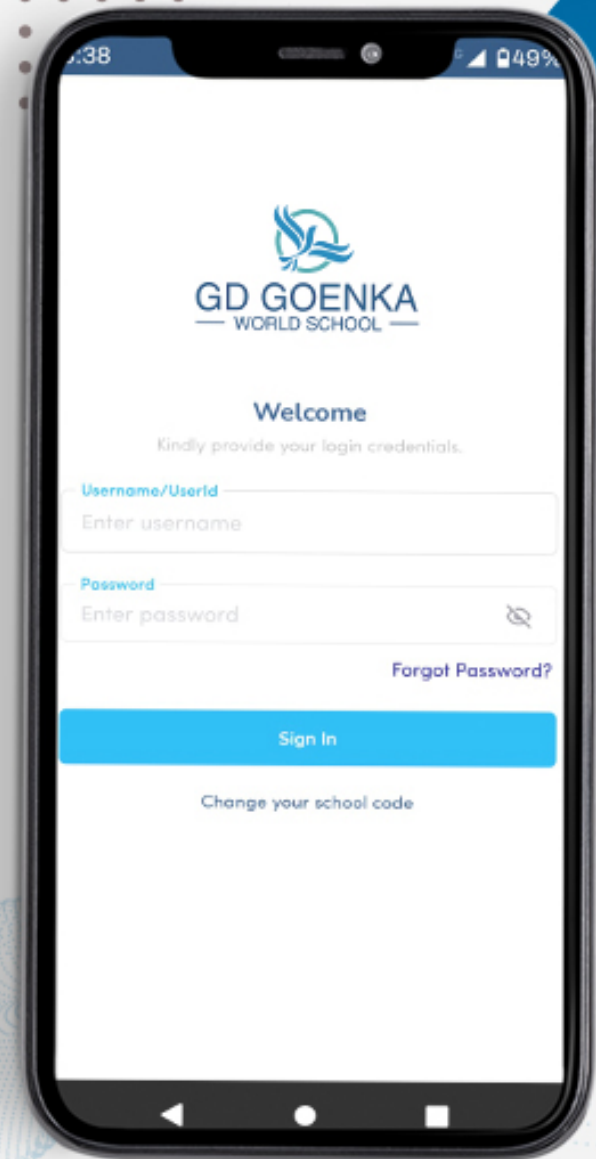 :38
49%
GD GOENKA
WORLD SCHOOL
Welcome
Kindly provide your login credentials.
Username/UserId
Enter username
Password
Enter password
Forgot Password?
Sign In
Change your school code